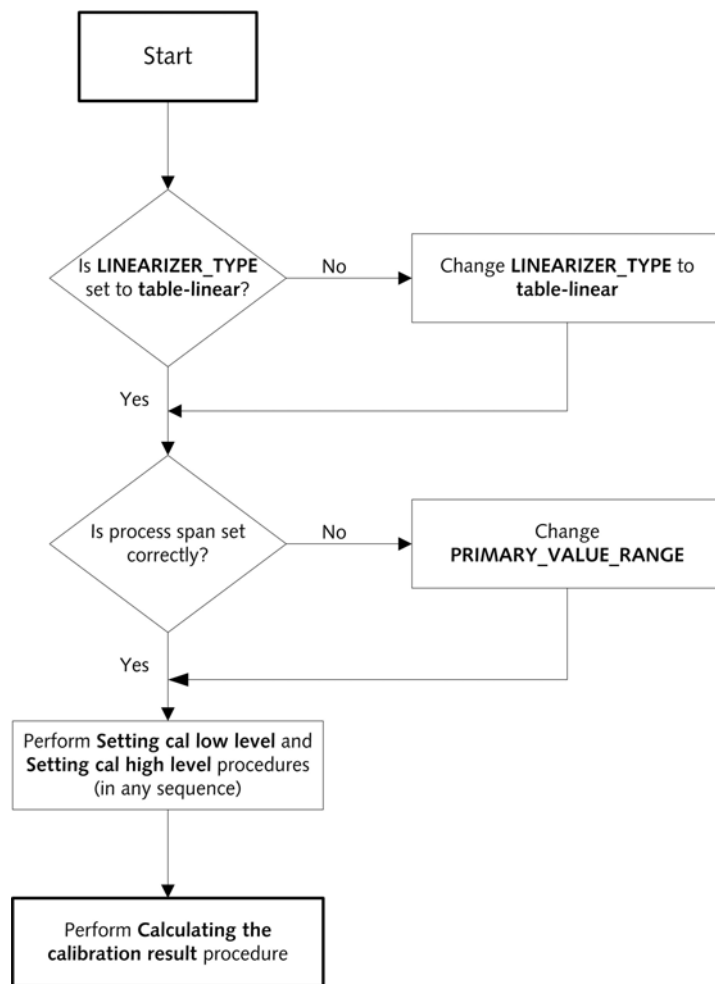 Start
Is LINEARIZER_TYPE
set to table-linear?
No
Change LINEARIZER_TYPE to
table-linear
Yes
Is process span set
correctly?
No
Change
PRIMARY_VALUE_RANGE
Yes
Perform Setting cal low level and
Setting cal high level procedures
(in any sequence)
Perform Calculating the
calibration result procedure